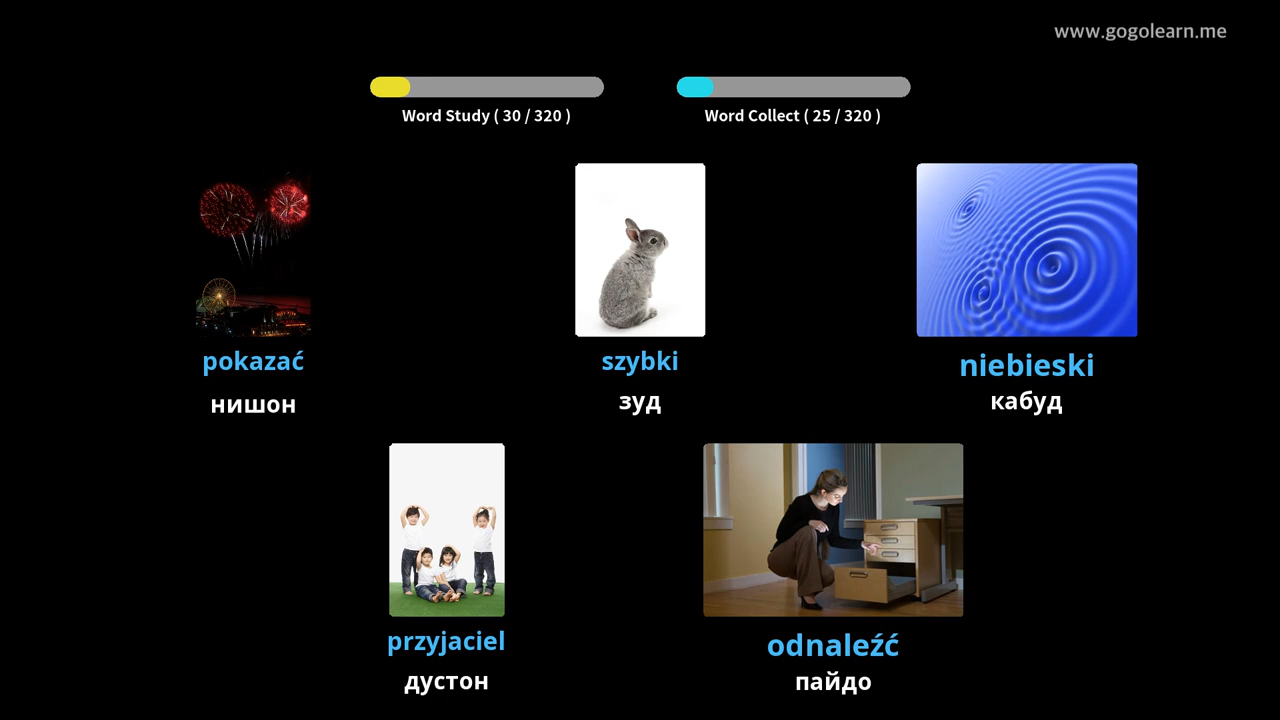 www.gogolearn.me
Word Study ( 30 / 320 )
Word Collect ( 25 / 320 )
pokazać
нишон
szybki
зуд
niebieski
кабуд
przyjaciel
дустон
odnaleźć
пайдо